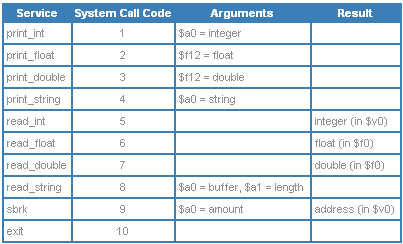 Service System Call Code Arguments Result
print_int 1 $a0 = integer
print_float 2 $f12 = float
print_double 3 $f12 = double
print_string 4 $a0 = string
read_int 5 integer (in $v0)
read_float 6 float (in $f0)
read_double 7 double (in $f0)
read_string 8 $a0 = buffer, $a1 = length
sbrk 9 $a0 = amount address (in $v0)
exit 10